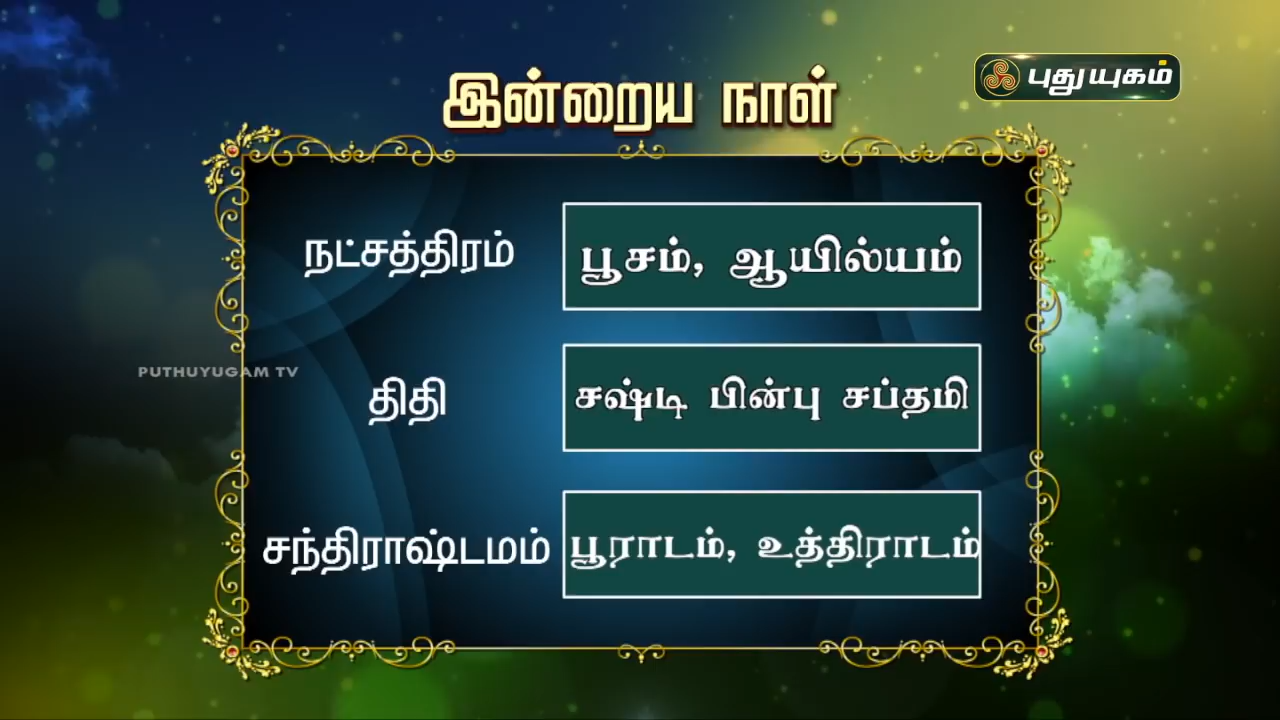 புதுயுகம்
இன்றைய நாள்
நட்சத்திரம் பூசம், ஆயில்யம்
PUTHUYUGAM TV
திதி சஷ்டி பின்பு சப்தமி
சந்திராஷ்டமம் பூராடம், உத்திராடம்